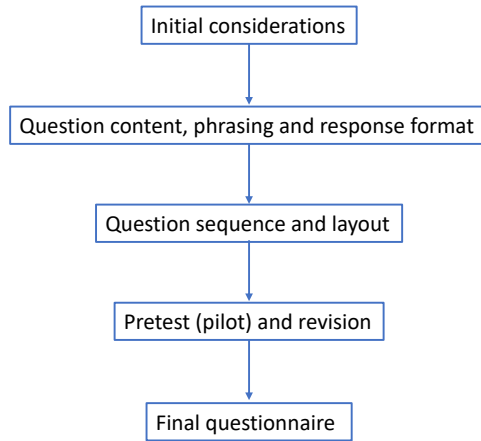 Initial considerations
Question content, phrasing and response format
Question sequence and layout
Pretest (pilot) and revision
Final questionnaire